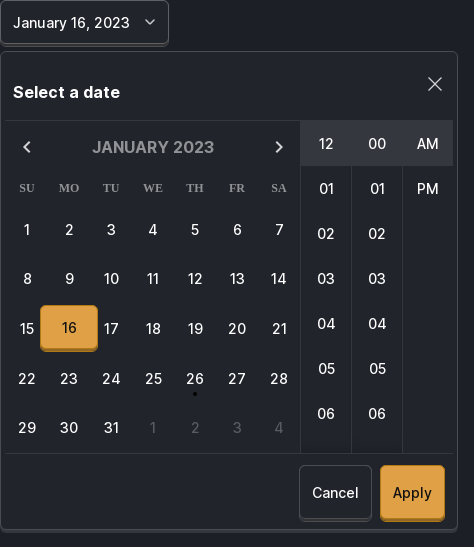 January 16, 2023
Select a date
JANUARY 2023
SU MO TU WE TH FR SA
1 2 3 4 5 6 7
8 9 10 11 12 13 14
15 16 17 18 19 20 21
22 23 24 25 26 27 28
29 30 31 1 2 3 4
12 00 AM
01 01 PM
02 02
03 03
04 04
05 05
06 06
Cancel Apply